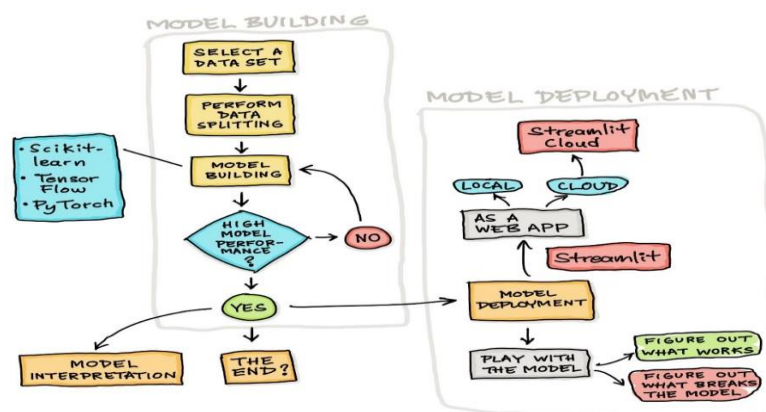 MODEL BUILDING
SELECT A
DATA SET
PERFORM
DATA
SPLITTING
• Scikit-
learn
• Tensor
Flow
• PyTorch
MODEL
BUILDING
HIGH
MODEL
PERFOR-
MANCE
?
NO
YES
MODEL
INTERPRETATION
THE
END?
MODEL DEPLOYMENT
Streamlit
Cloud
LOCAL
CLOUD
AS A
WEB APP
Streamlit
MODEL
DEPLOYMENT
PLAY WITH
THE MODEL
FIGURE OUT
WHAT WORKS
FIGURE OUT
WHAT BREAKS
THE MODEL